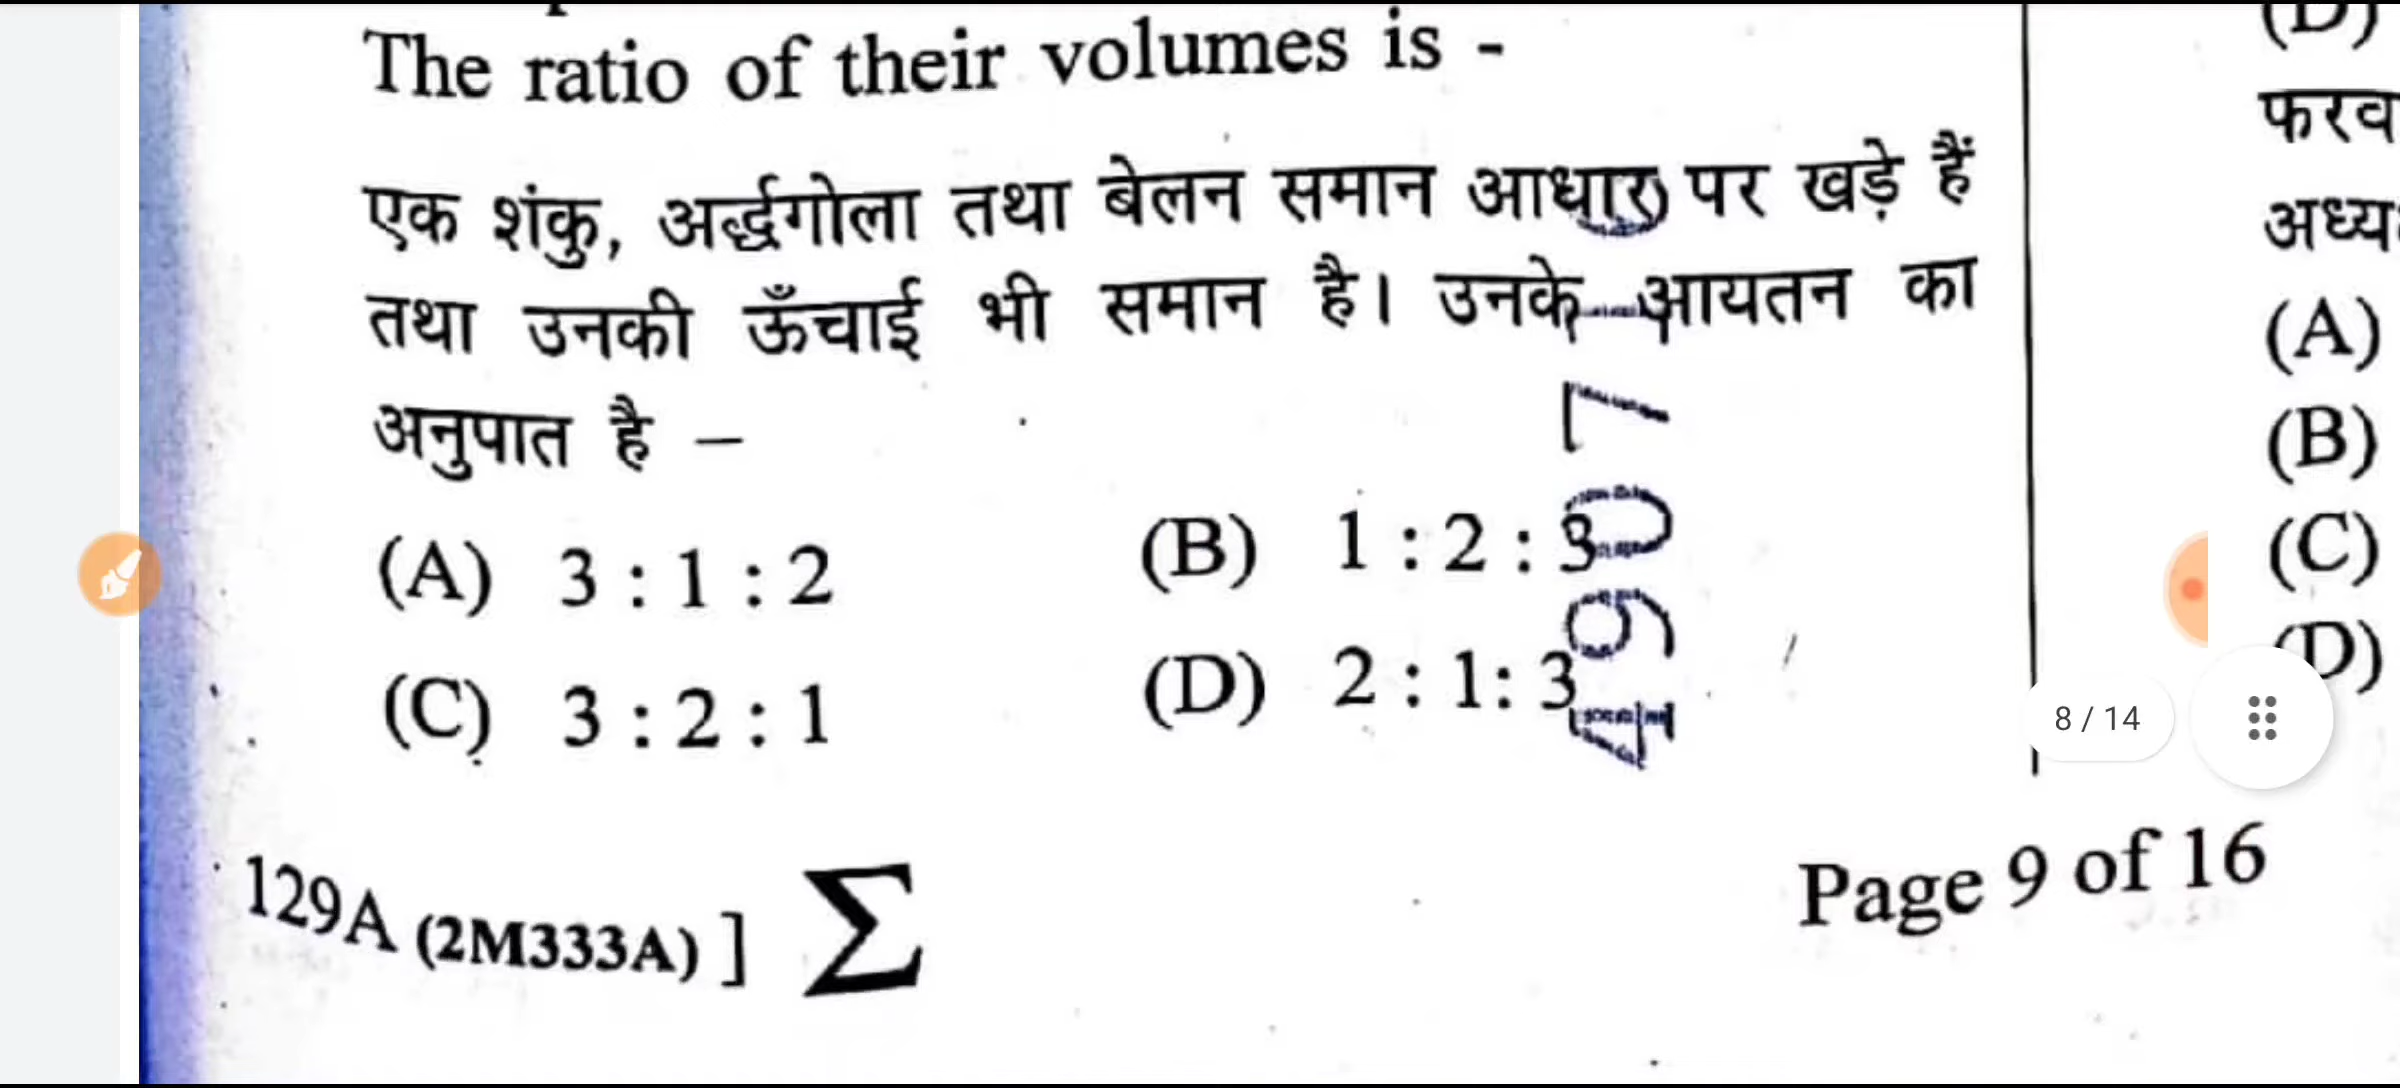 The ratio of their volumes is -
एक शंकु, अर्द्धगोला तथा बेलन समान आधार पर खड़े हैं
तथा उनकी ऊँचाई भी समान है। उनके आयतन का
अनुपात है –
(A) 3 : 1 : 2
(B) 1 : 2 : 3
(C) 3 : 2 : 1
(D) 2 : 1 : 3
129A (2M333A) ] Σ
Page 9 of 16
(D)
(A)
(B)
(C)
(D)
8 / 14